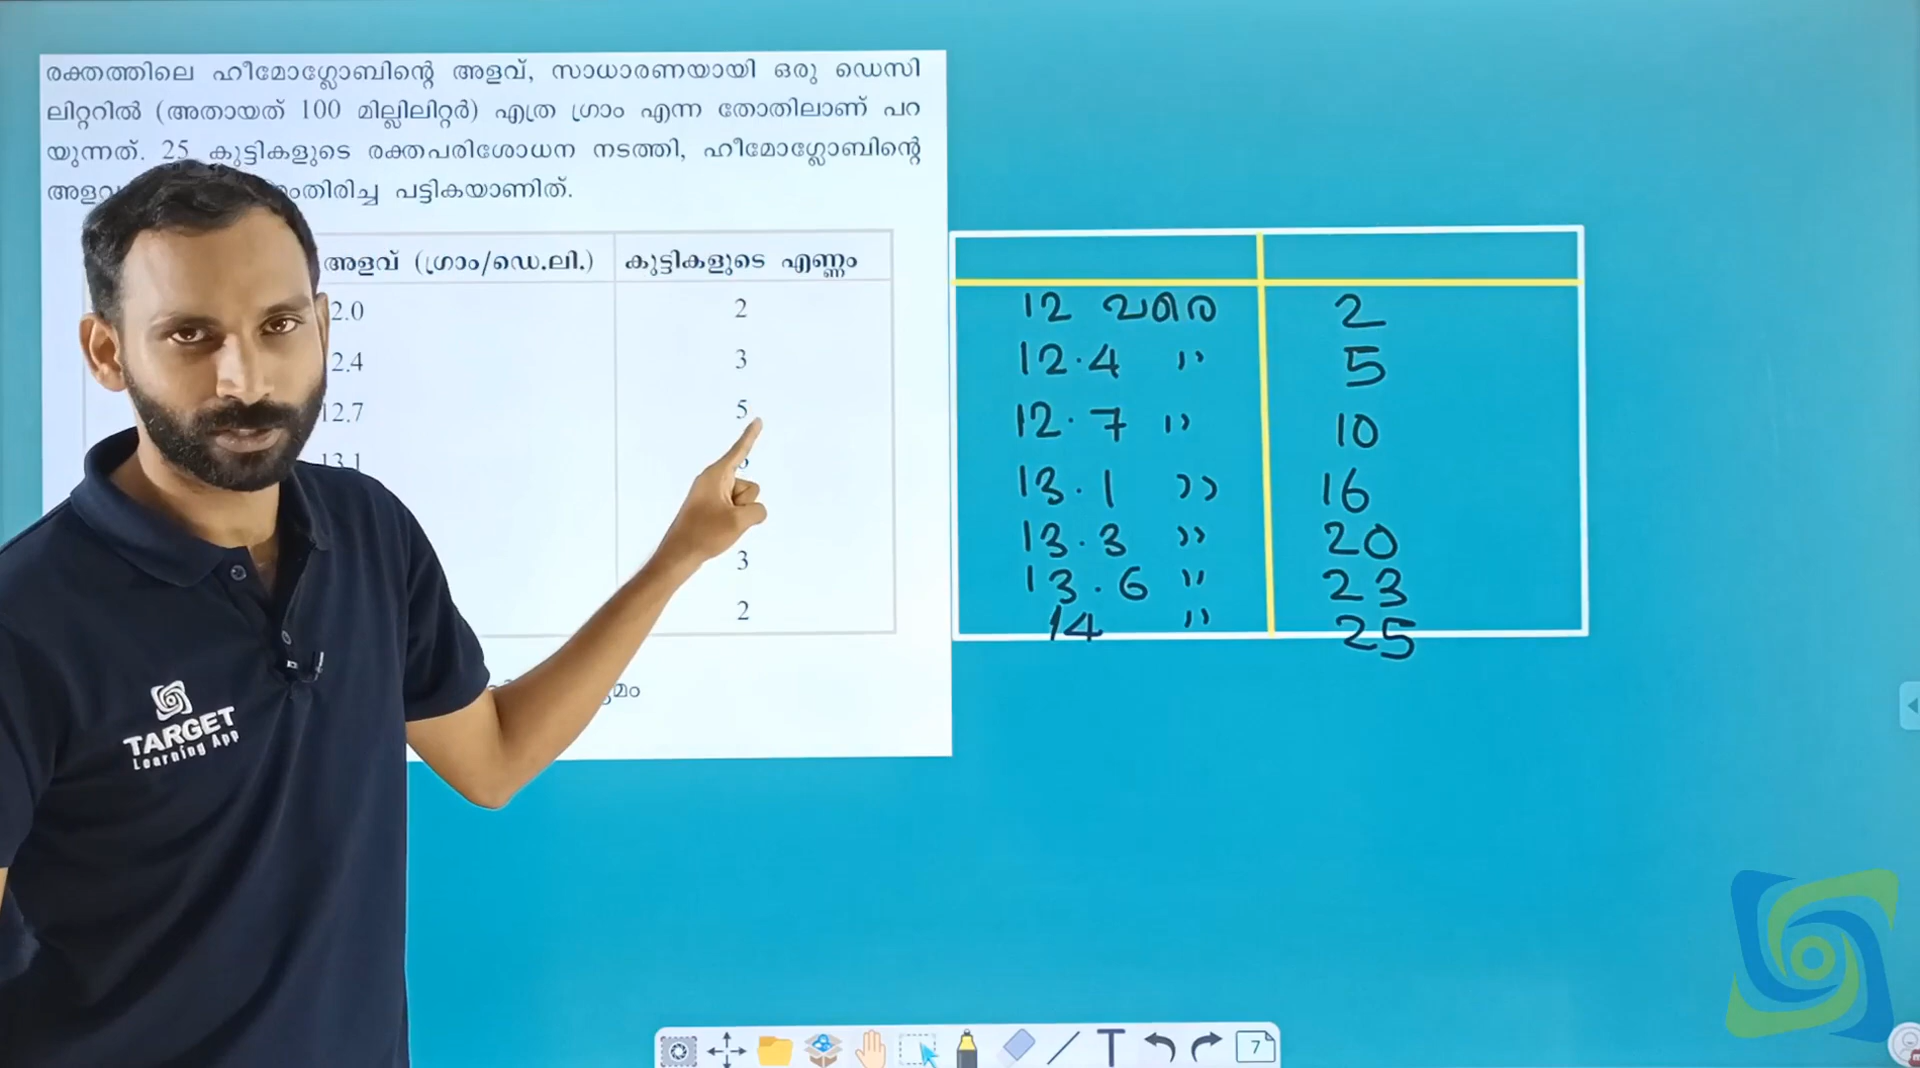 രക്തത്തിലെ ഹീമോഗ്ലോബിന്റെ അളവ്, സാധാരണയായി ഒരു ഡെസി
ലിറ്ററിൽ (അതായത് 100 മില്ലിലിറ്റർ) എത്ര ഗ്രാം എന്ന തോതിലാണ് പറ
യുന്നത്. 25 കുട്ടികളുടെ രക്തപരിശോധന നടത്തി, ഹീമോഗ്ലോബിന്റെ
പട്ടികയാണിത്.
അളവ് (ഗ്രാം/ഡെ.ലി.) കുട്ടികളുടെ എണ്ണം
2.0 2
2.4 3
12.7 5
13.1
3
2
12 വരെ 2
12.4 " 5
12.7 " 10
13.1 " 16
13.3 " 20
13.6 " 23
14 " 25
TARGET
Learning App
T 7